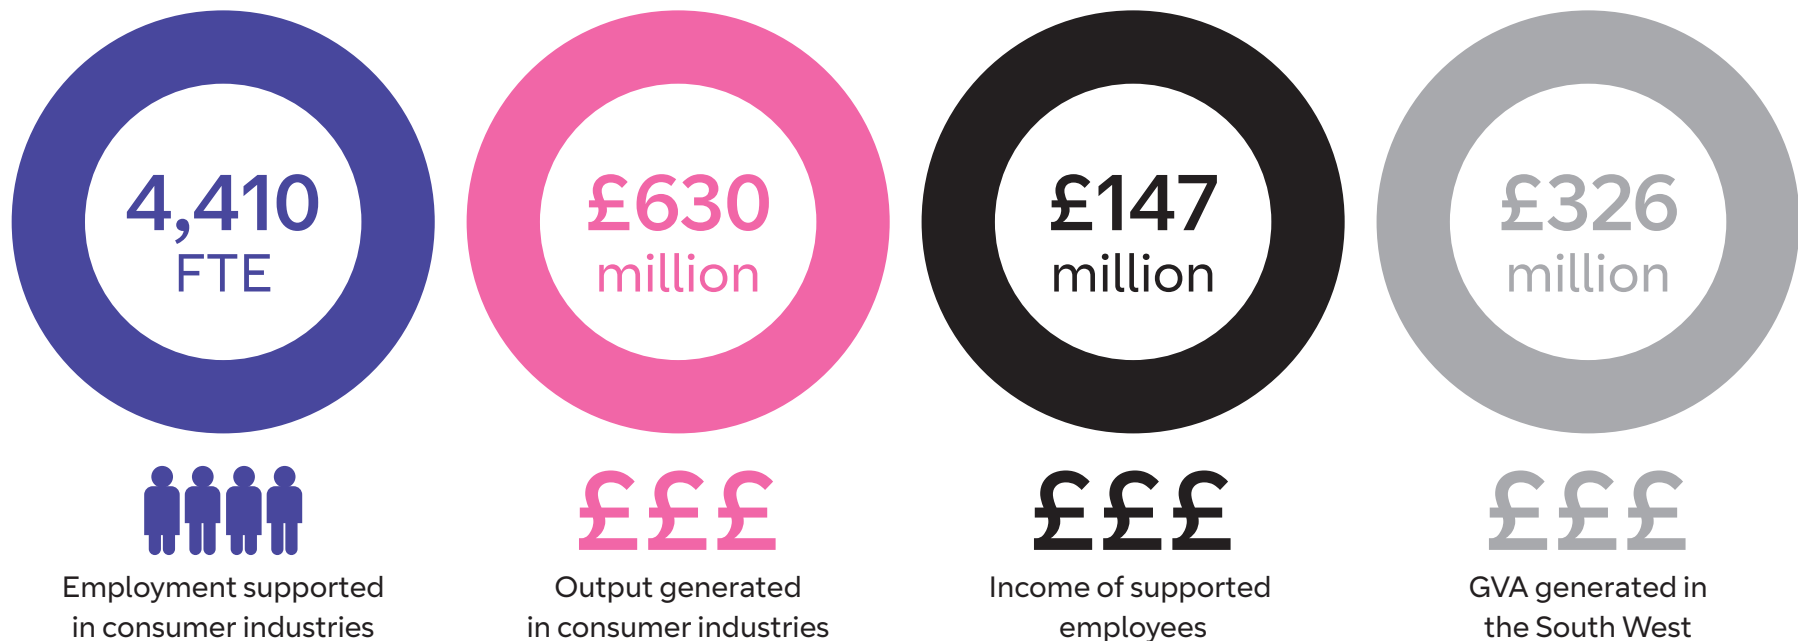 4,410
FTE
£630
million
£147
million
£326
million
£££
£££
£££
Employment supported
in consumer industries
Output generated
in consumer industries
Income of supported
employees
GVA generated in
the South West